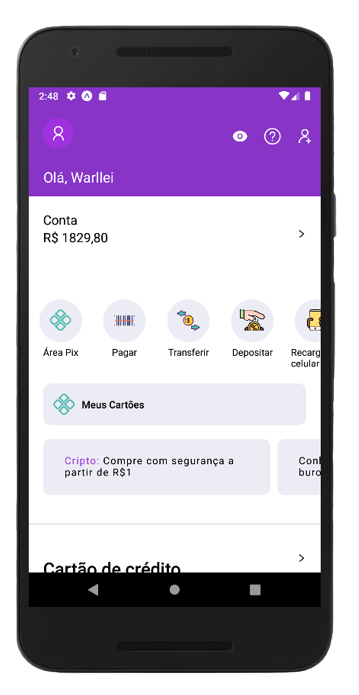 2:48
Olá, Warllei
Conta
R$ 1829,80
Área Pix
Pagar
Transferir
Depositar
Recarg
celular
Meus Cartões
Cripto: Compre com segurança a
partir de R$1
Conl
buro
Cartão de crédito